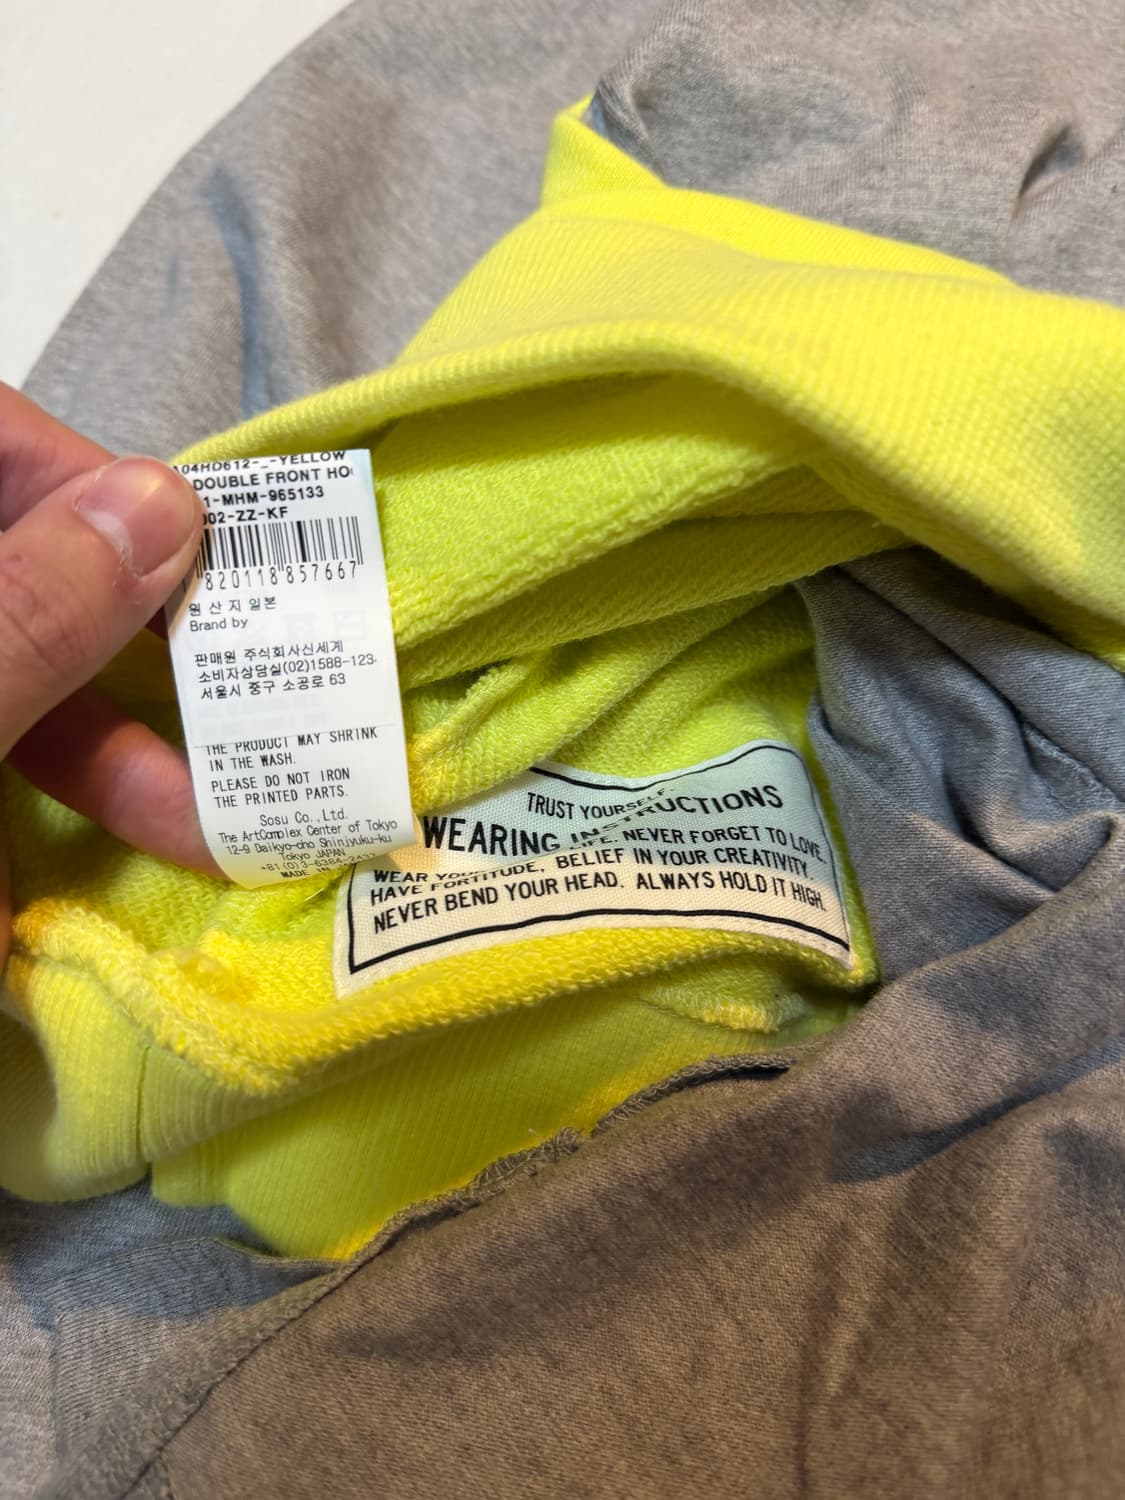 A04HD612-_-YELLOW
DOUBLE FRONT
1-MHM-965133
002-ZZ-KF
820118857667
원산지 일본
Brand by
판매원 주식회사신세계
소비자상담실(02)1588-123
서울시 중구 소공로 63
THE PRODUCT MAY SHRINK
IN THE WASH.
PLEASE DO NOT IRON
THE PRINTED PARTS.
Sosu Co.,Ltd.
The ArtComplex Center of Tokyo
12-9 Daikyo-cho Shinjyuku-ku
Tokyo JAPAN
MADE IN
TRUST YOURSELF.
WEARING INSTRUCTIONS
LIFE. NEVER FORGET TO LOVE.
WEAR BELIEF IN YOUR CREATIVITY.
HAVE FORTITUDE,
NEVER BEND YOUR HEAD. ALWAYS HOLD IT HIGH.